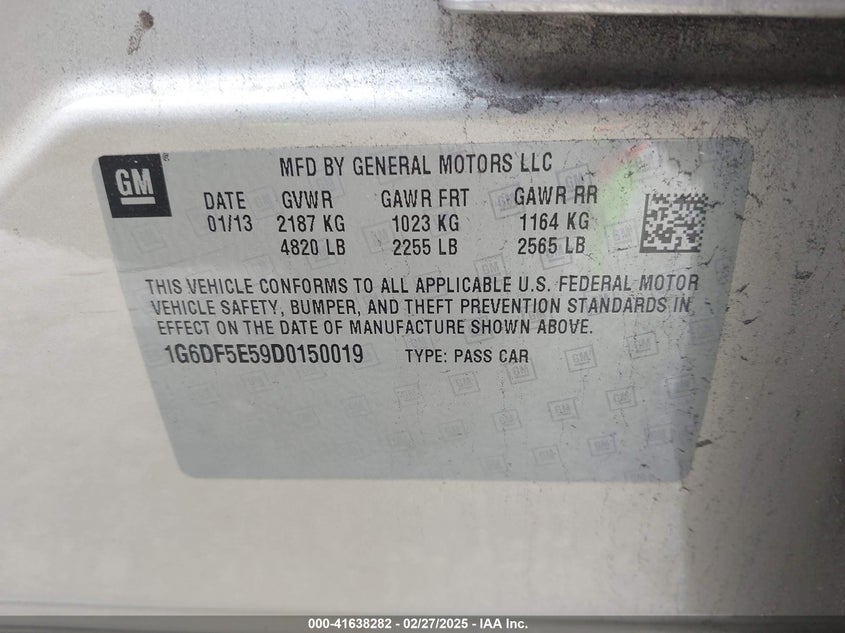 GM
MFD BY GENERAL MOTORS LLC
DATE GVWR GAWR FRT GAWR RR
01/13 2187 KG 1023 KG 1164 KG
4820 LB 2255 LB 2565 LB
THIS VEHICLE CONFORMS TO ALL APPLICABLE U.S. FEDERAL MOTOR
VEHICLE SAFETY, BUMPER, AND THEFT PREVENTION STANDARDS IN
EFFECT ON THE DATE OF MANUFACTURE SHOWN ABOVE.
1G6DF5E59D0150019 TYPE: PASS CAR
000-41638282 - 02/27/2025 - IAA Inc.